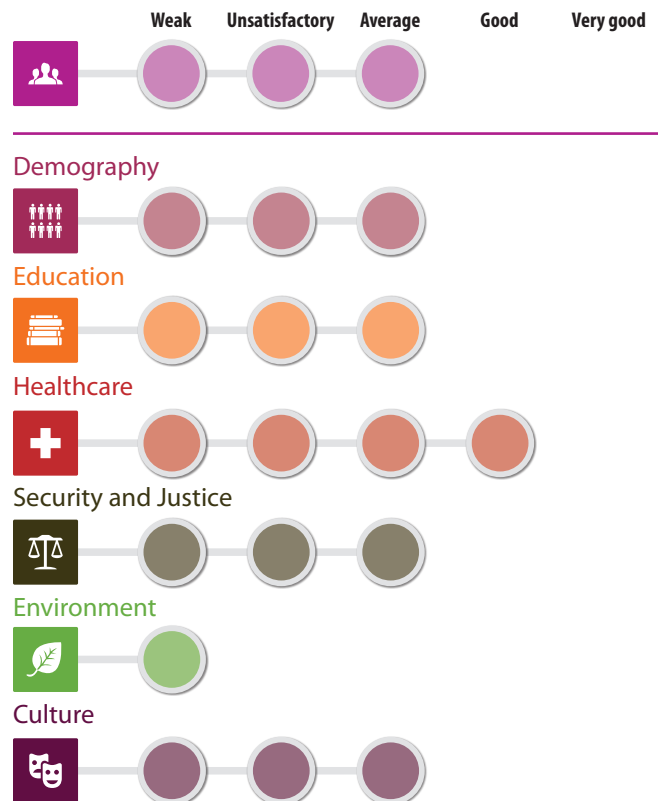 Weak Unsatisfactory Average Good Very good
Demography
Education
Healthcare
Security and Justice
Environment
Culture